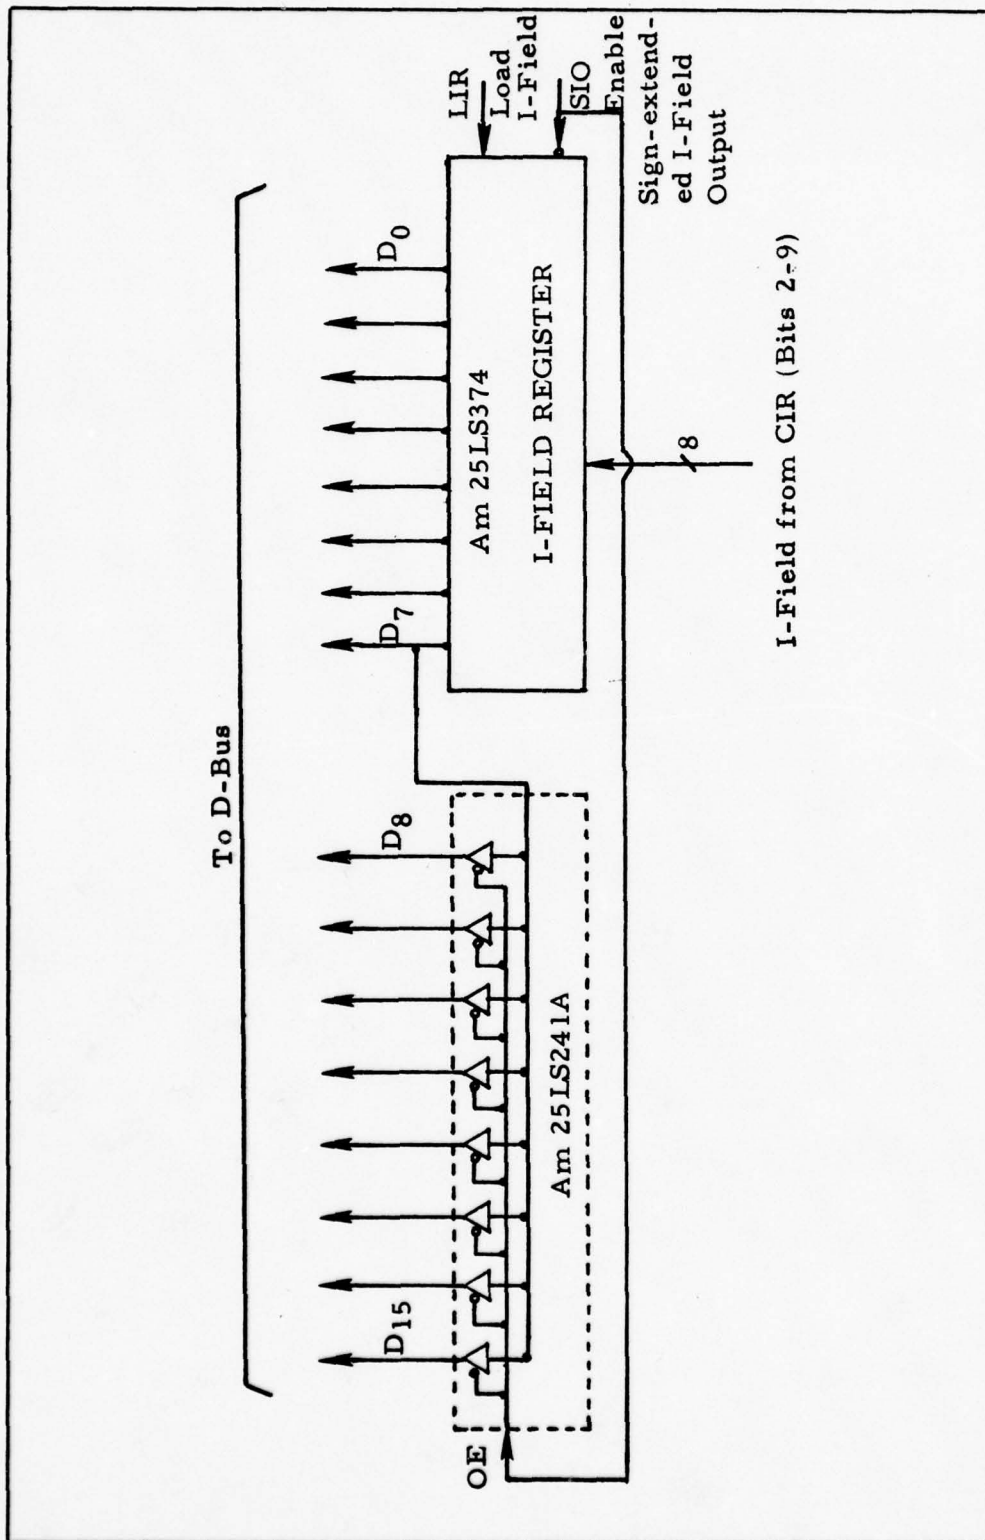 To D-Bus
D15
D8
D7
D0
OE
Am 25LS241A
Am 25LS374
I-FIELD REGISTER
LIR
Load
I-Field
SIO
Enable
Sign-extend-
ed I-Field
Output
8
I-Field from CIR (Bits 2-9)